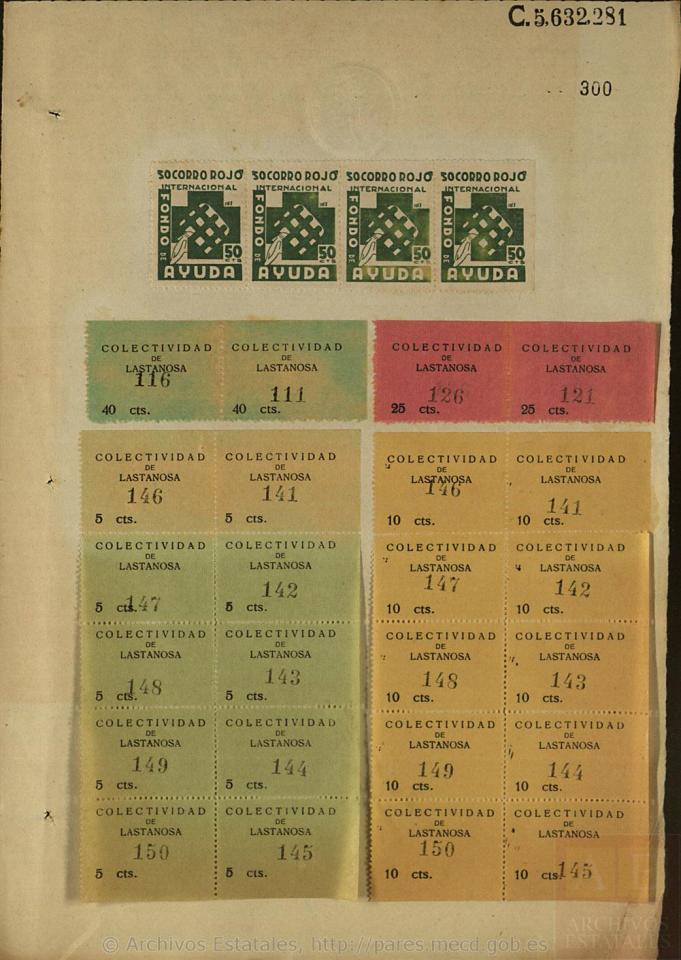 C.5,632,281
300
SOCORRO ROJO SOCORRO ROJO SOCORRO ROJO SOCORRO ROJO
INTERNACIONAL INTERNACIONAL INTERNACIONAL INTERNACIONAL
FONDO DE FONDO DE FONDO DE FONDO DE
50 50 50 50
CTS CTS CTS CTS
AYUDA AYUDA AYUDA AYUDA
COLECTIVIDAD COLECTIVIDAD COLECTIVIDAD COLECTIVIDAD
DE DE DE DE
LASTANOSA LASTANOSA LASTANOSA LASTANOSA
116 111 126 121
40 cts. 40 cts. 25 cts. 25 cts.
COLECTIVIDAD COLECTIVIDAD COLECTIVIDAD COLECTIVIDAD
DE DE DE DE
LASTANOSA LASTANOSA LASTANOSA LASTANOSA
146 141 146 141
5 cts. 5 cts. 10 cts. 10 cts.
COLECTIVIDAD COLECTIVIDAD COLECTIVIDAD COLECTIVIDAD
DE DE DE DE
LASTANOSA LASTANOSA LASTANOSA LASTANOSA
147 142 147 142
5 cts. 5 cts. 10 cts. 10 cts.
COLECTIVIDAD COLECTIVIDAD COLECTIVIDAD COLECTIVIDAD
DE DE DE DE
LASTANOSA LASTANOSA LASTANOSA LASTANOSA
148 143 148 143
5 cts. 5 cts. 10 cts. 10 cts.
COLECTIVIDAD COLECTIVIDAD COLECTIVIDAD COLECTIVIDAD
DE DE DE DE
LASTANOSA LASTANOSA LASTANOSA LASTANOSA
149 144 149 144
5 cts. 5 cts. 10 cts. 10 cts.
COLECTIVIDAD COLECTIVIDAD COLECTIVIDAD COLECTIVIDAD
DE DE DE DE
LASTANOSA LASTANOSA LASTANOSA LASTANOSA
150 145 150 145
5 cts. 5 cts. 10 cts. 10 cts.
A E
ARCHIVOS
ESTATALES
© Archivos Estatales, http://pares.mecd.gob.es